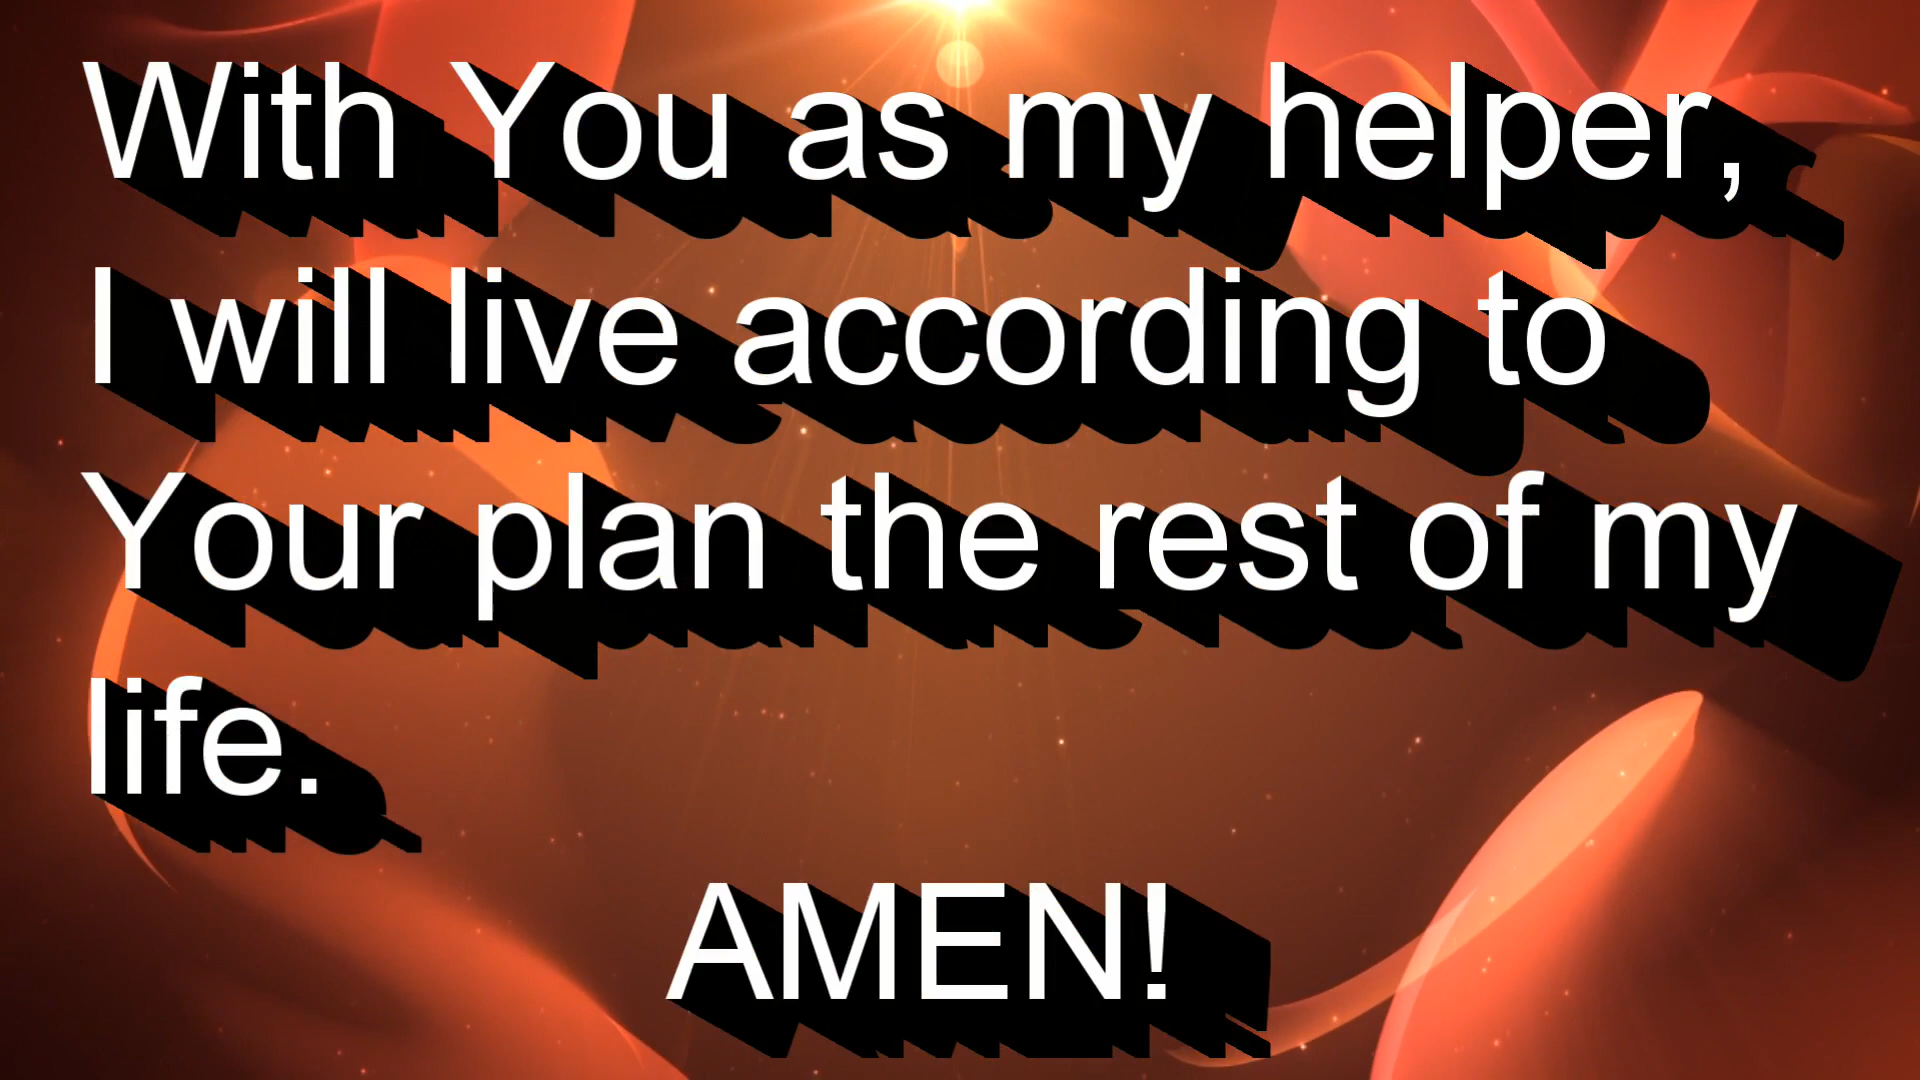 With You as my helper,
I will live according to
Your plan the rest of my
life.
AMEN!